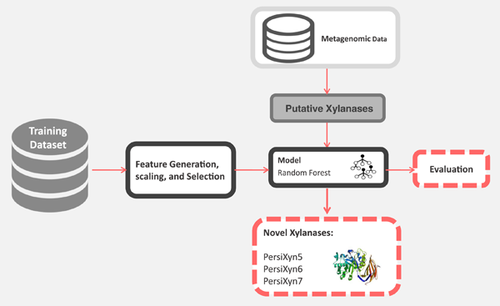 Metagenomic Data
Putative Xylanases
Training
Dataset
Feature Generation,
scaling, and Selection
Model
Random Forest
Evaluation
Novel Xylanases:
PersiXyn5
PersiXyn6
PersiXyn7